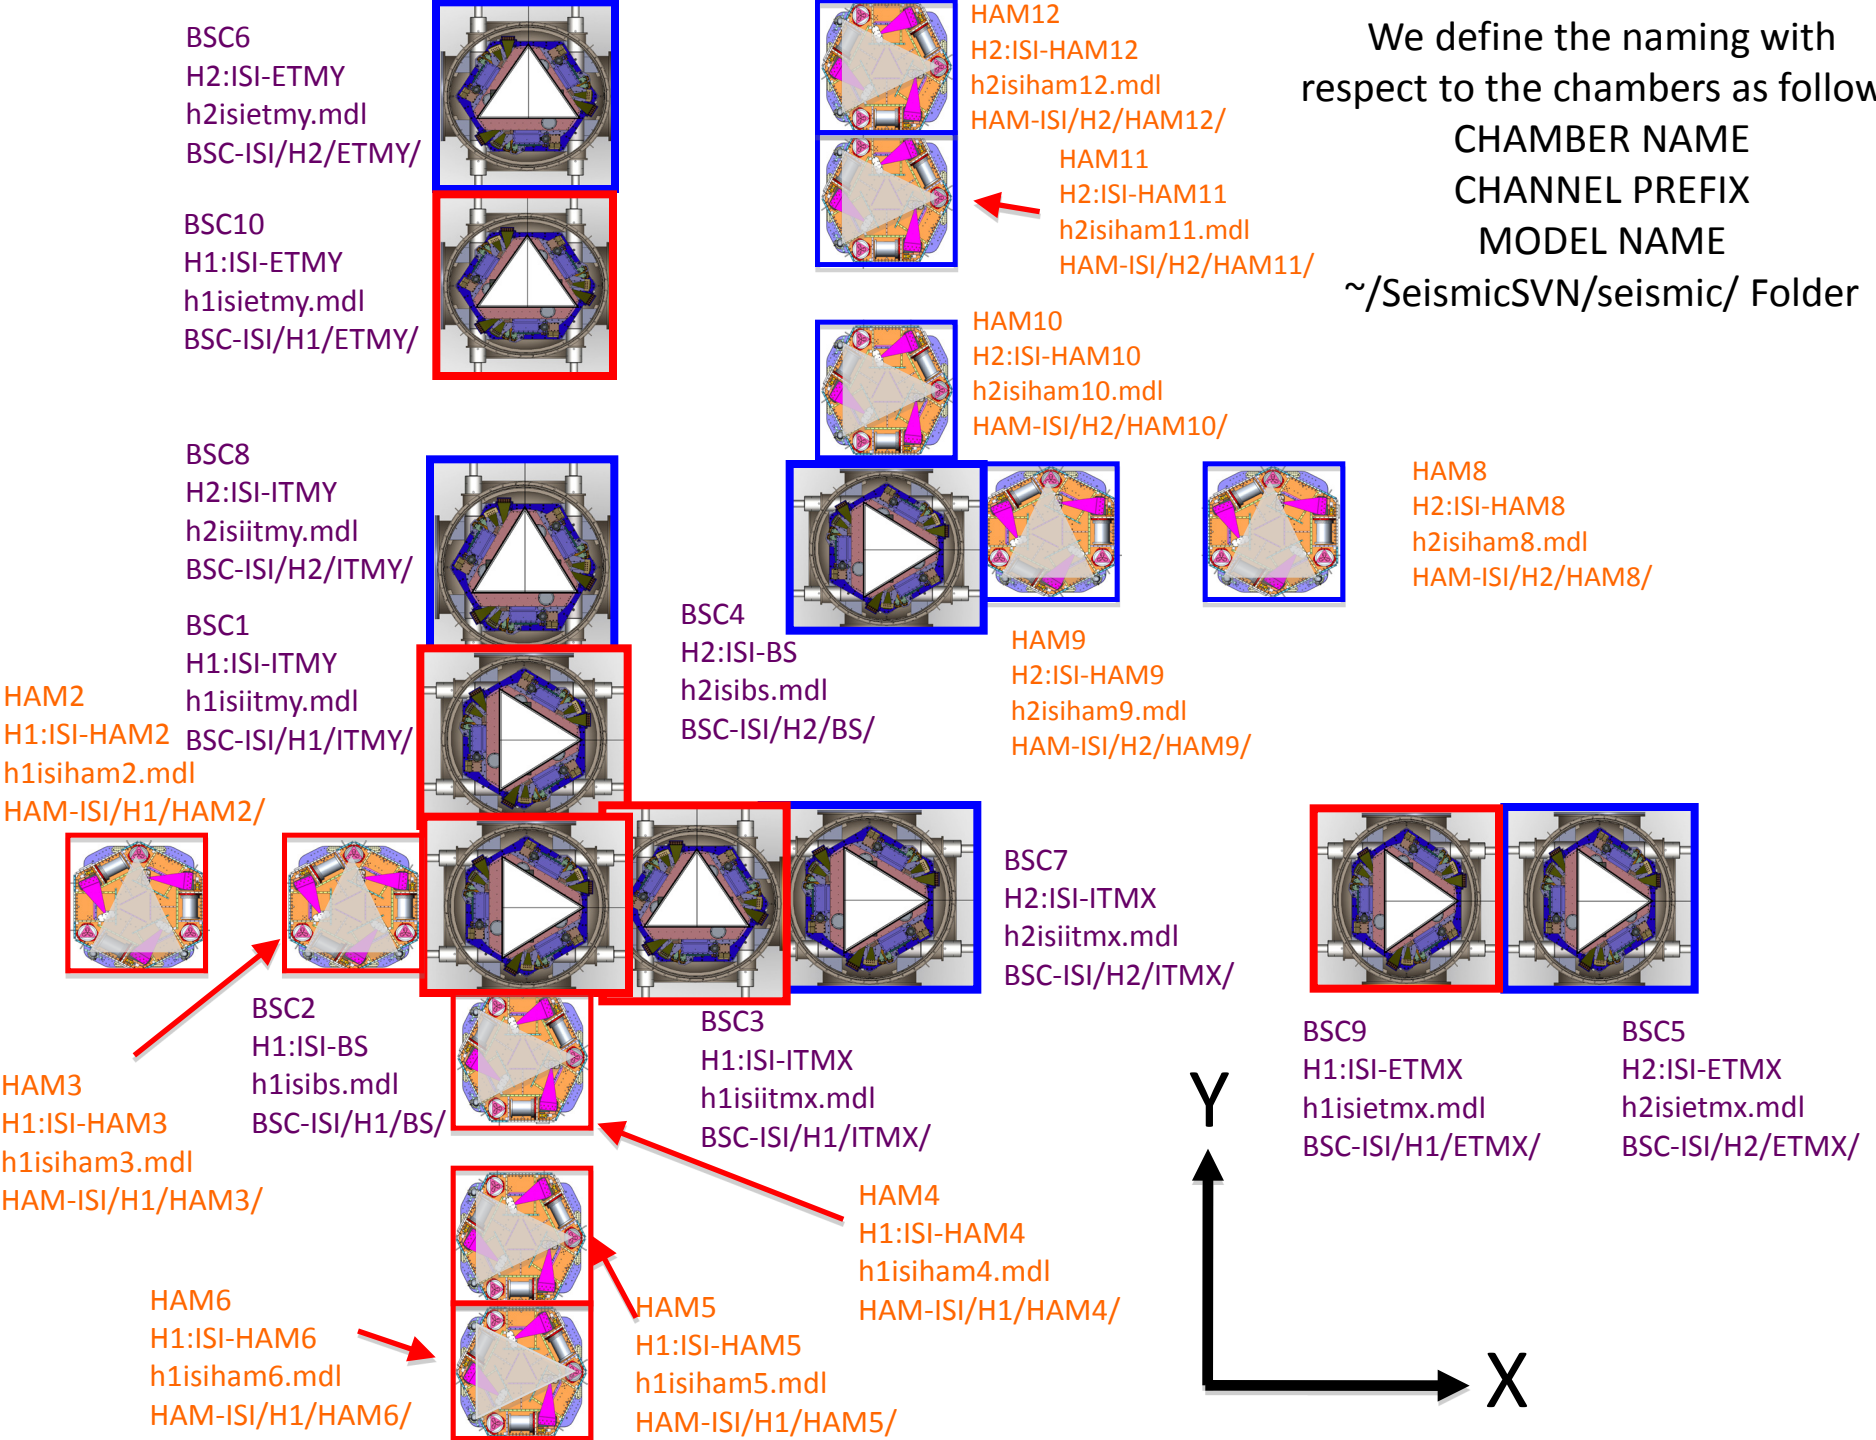 BSC6
H2:ISI-ETMY
h2isietmy.mdl
BSC-ISI/H2/ETMY/
HAM12
H2:ISI-HAM12
h2isiham12.mdl
HAM-ISI/H2/HAM12/
We define the naming with
respect to the chambers as follow
CHAMBER NAME
CHANNEL PREFIX
MODEL NAME
~/SeismicSVN/seismic/ Folder
HAM11
H2:ISI-HAM11
h2isiham11.mdl
HAM-ISI/H2/HAM11/
BSC10
H1:ISI-ETMY
h1isietmy.mdl
BSC-ISI/H1/ETMY/
HAM10
H2:ISI-HAM10
h2isiham10.mdl
HAM-ISI/H2/HAM10/
BSC8
H2:ISI-ITMY
h2isiitmy.mdl
BSC-ISI/H2/ITMY/
HAM8
H2:ISI-HAM8
h2isiham8.mdl
HAM-ISI/H2/HAM8/
BSC1
H1:ISI-ITMY
h1isiitmy.mdl
BSC-ISI/H1/ITMY/
BSC4
H2:ISI-BS
h2isibs.mdl
BSC-ISI/H2/BS/
HAM9
H2:ISI-HAM9
h2isiham9.mdl
HAM-ISI/H2/HAM9/
HAM2
H1:ISI-HAM2
h1isiham2.mdl
HAM-ISI/H1/HAM2/
BSC7
H2:ISI-ITMX
h2isiitmx.mdl
BSC-ISI/H2/ITMX/
BSC2
H1:ISI-BS
h1isibs.mdl
BSC-ISI/H1/BS/
BSC3
H1:ISI-ITMX
h1isiitmx.mdl
BSC-ISI/H1/ITMX/
BSC9
H1:ISI-ETMX
h1isietmx.mdl
BSC-ISI/H1/ETMX/
BSC5
H2:ISI-ETMX
h2isietmx.mdl
BSC-ISI/H2/ETMX/
HAM3
H1:ISI-HAM3
h1isiham3.mdl
HAM-ISI/H1/HAM3/
HAM4
H1:ISI-HAM4
h1isiham4.mdl
HAM-ISI/H1/HAM4/
HAM6
H1:ISI-HAM6
h1isiham6.mdl
HAM-ISI/H1/HAM6/
HAM5
H1:ISI-HAM5
h1isiham5.mdl
HAM-ISI/H1/HAM5/
Y
X